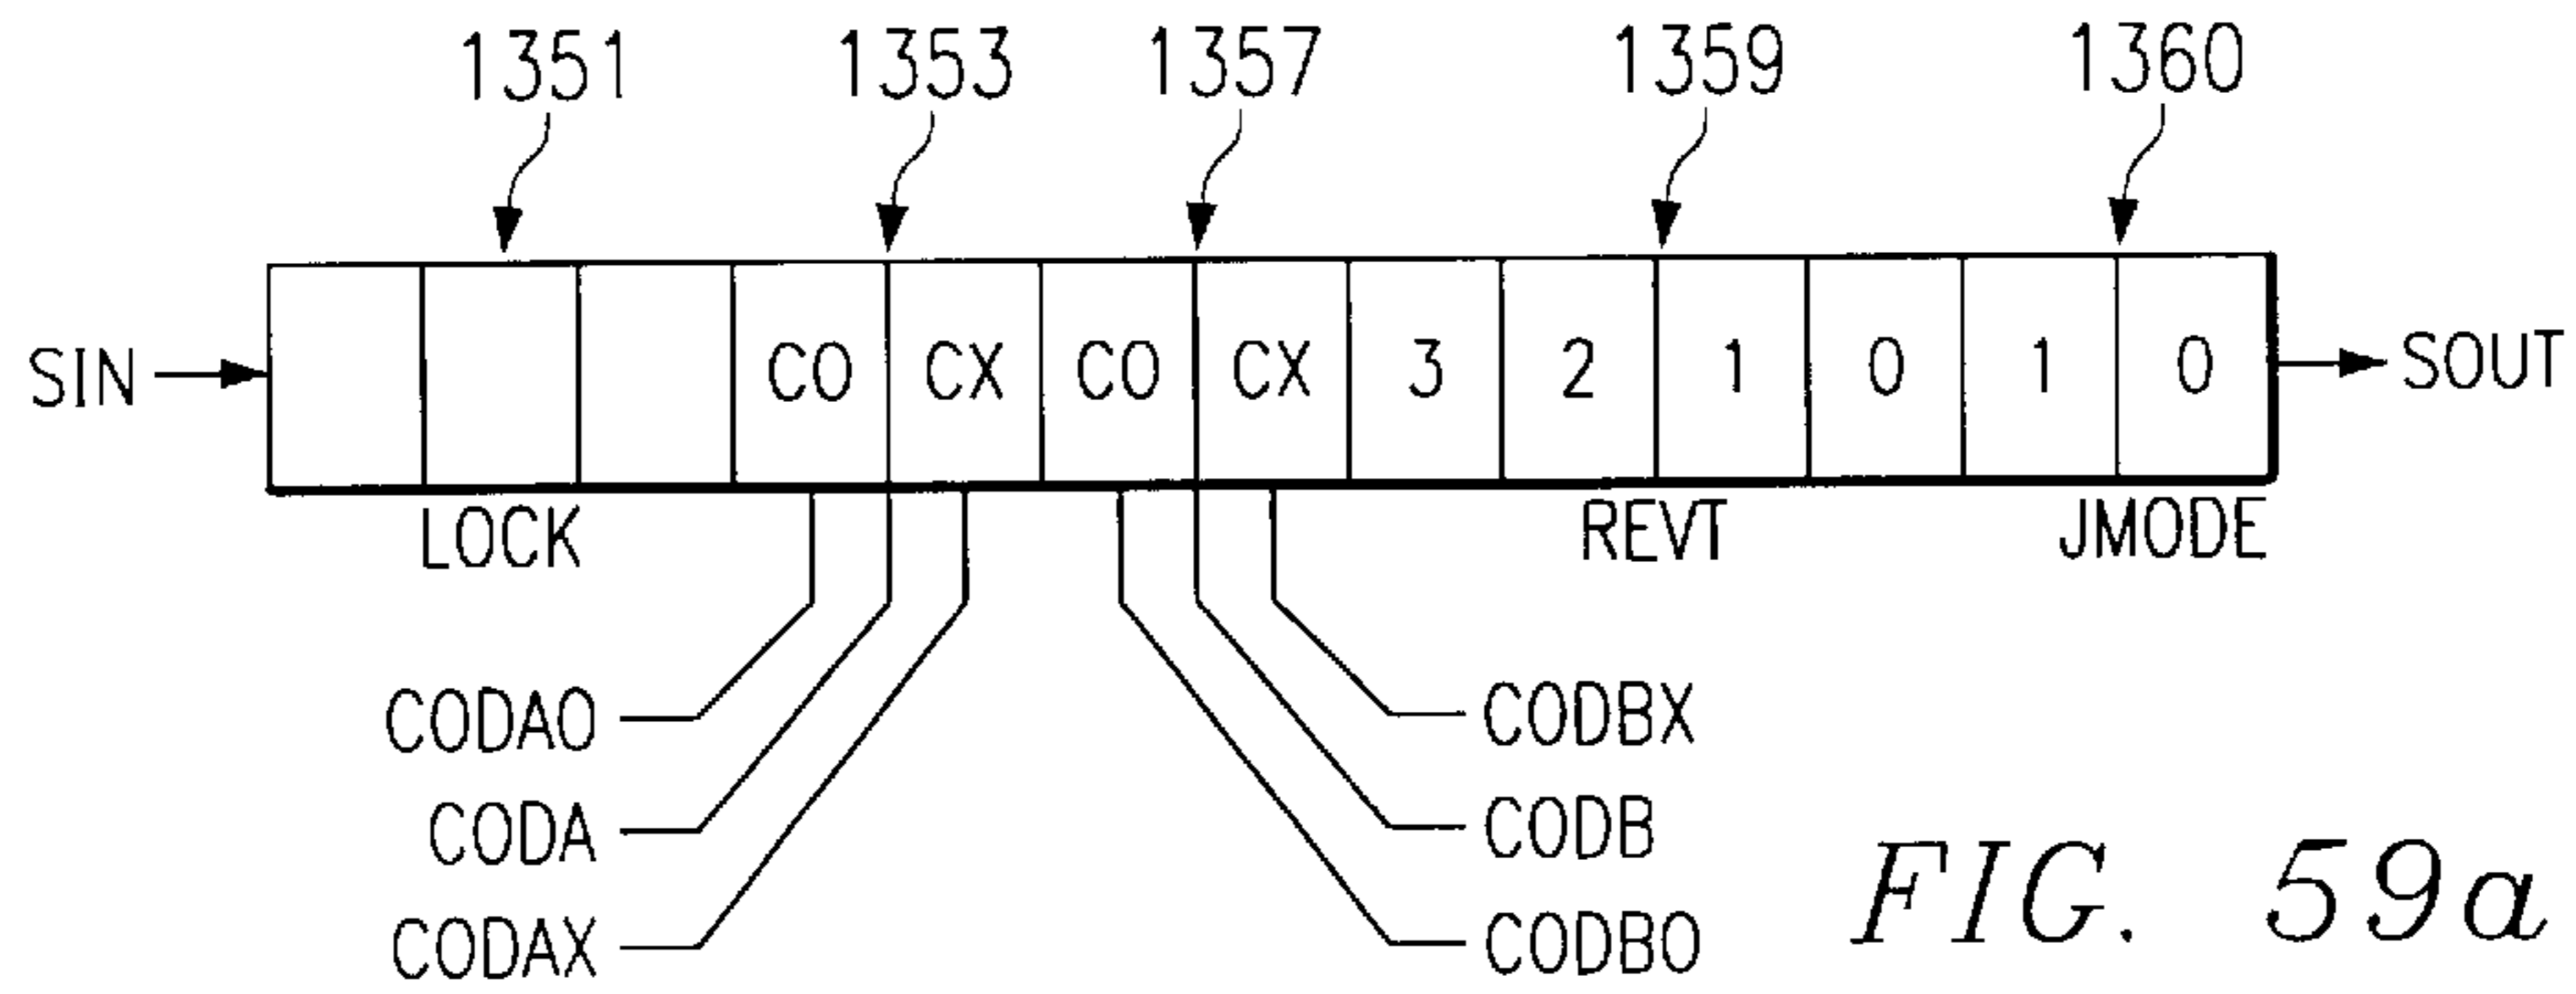 1351 1353 1357 1359 1360
SIN CO CX CO CX 3 2 1 0 1 0 SOUT
LOCK REVT JMODE
CODAO CODBX
CODA CODB
CODAX CODBO
FIG. 59a